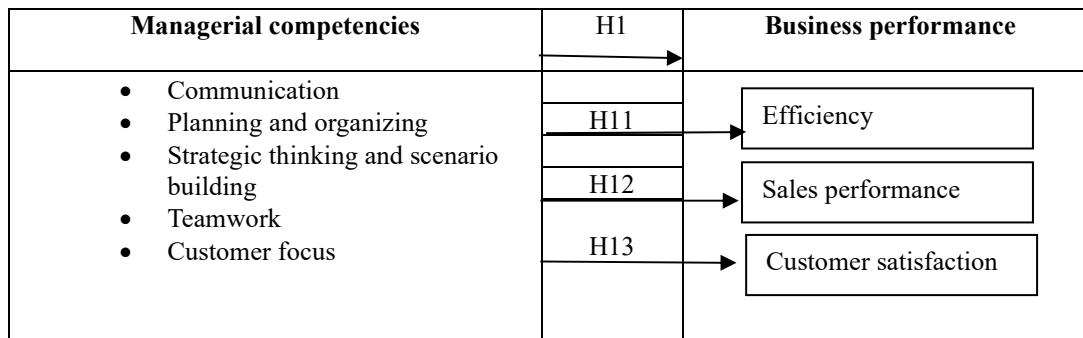 Managerial competencies H1 Business performance
• Communication
• Planning and organizing
• Strategic thinking and scenario
building
• Teamwork
• Customer focus
H11
H12
H13
Efficiency
Sales performance
Customer satisfaction